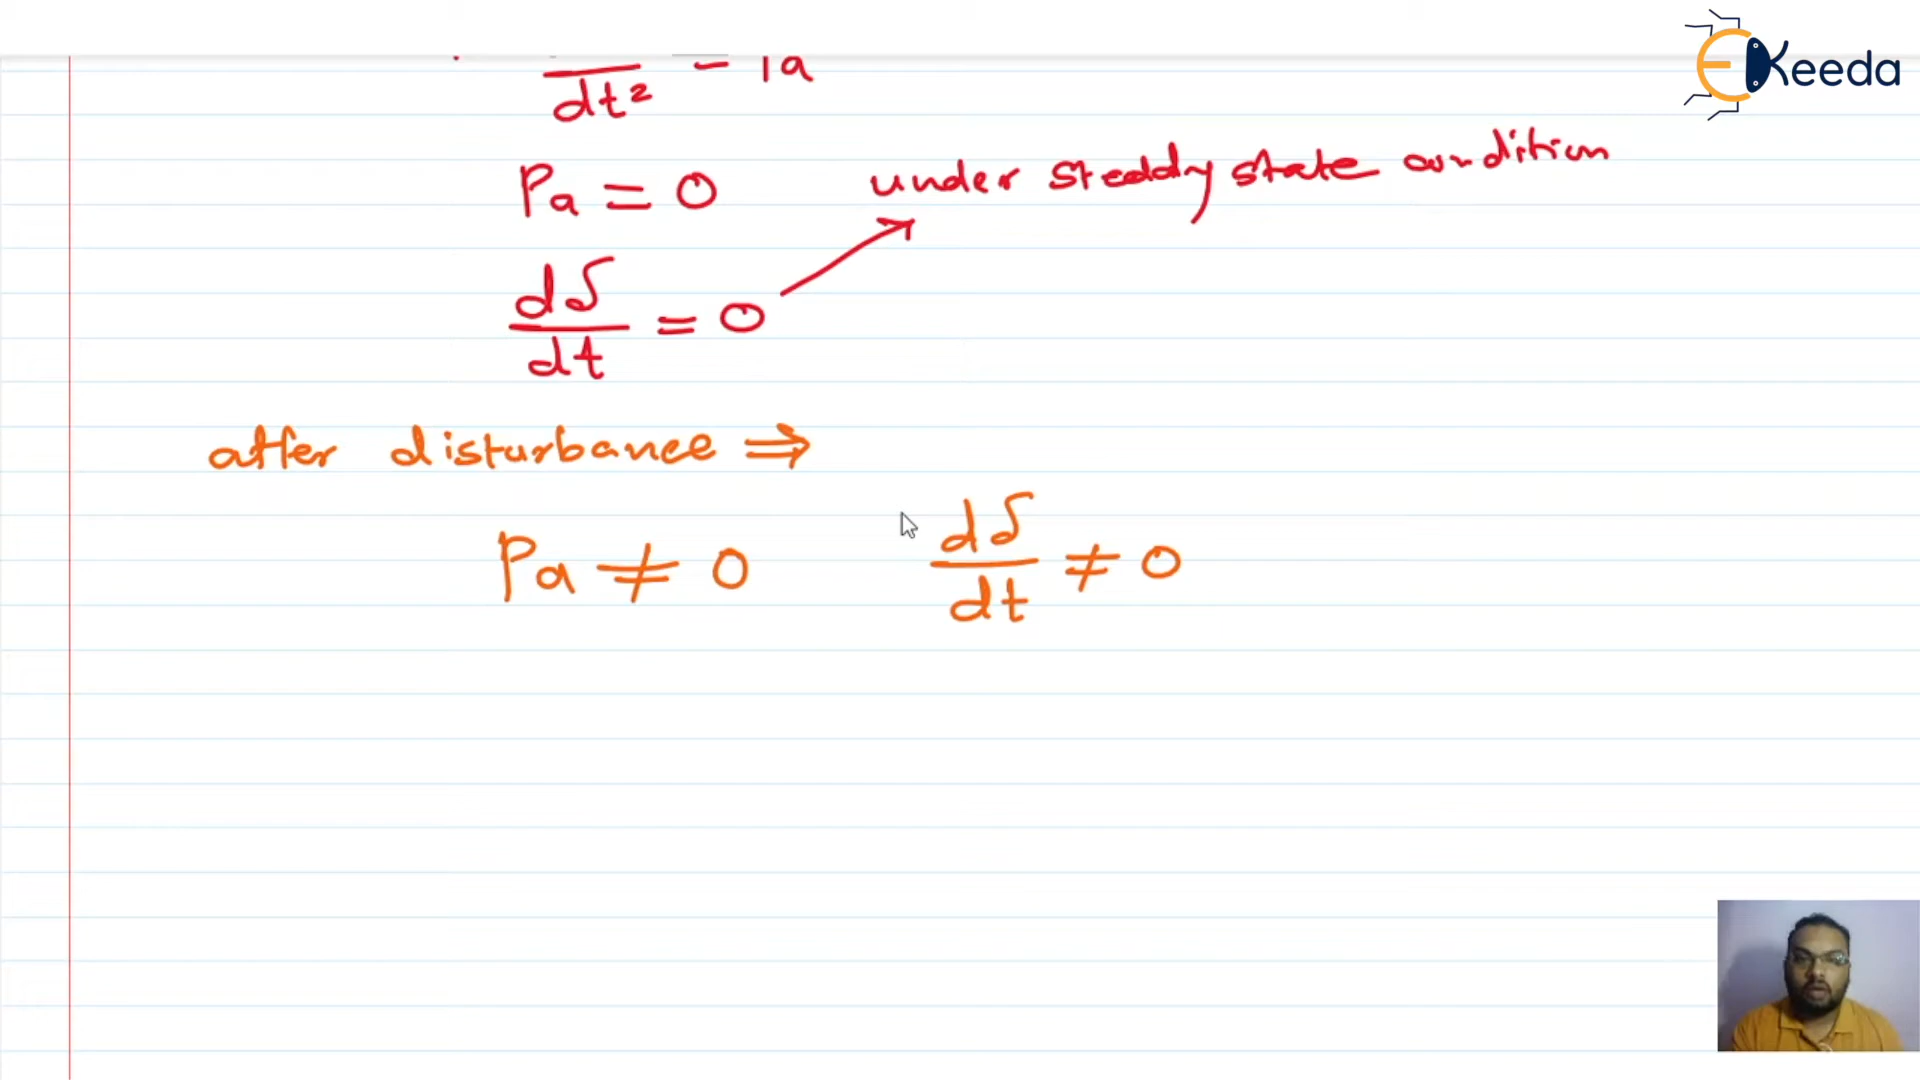 Keeda
dt² = Pa
Pa = 0 under steady state condition
dδ/dt = 0
after disturbance ⇒
Pa ≠ 0 dδ/dt ≠ 0